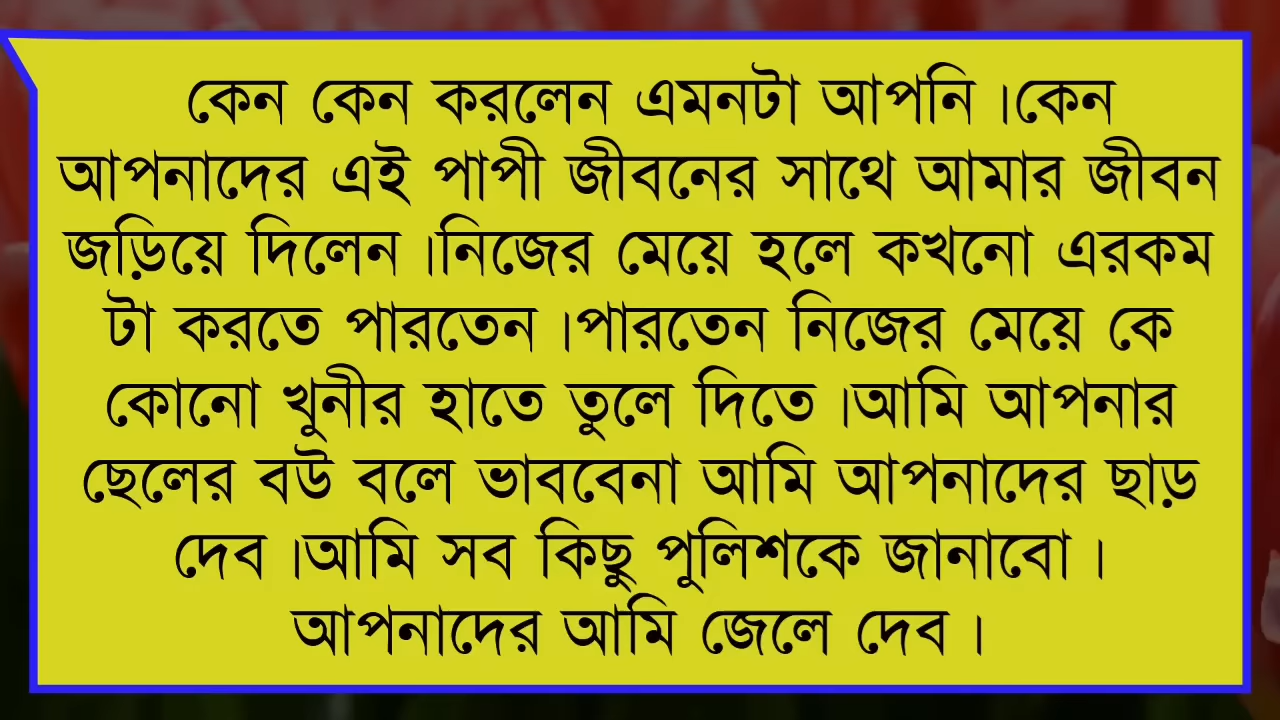 কেন কেন করলেন এমনটা আপনি ।কেন
আপনাদের এই পাপী জীবনের সাথে আমার জীবন
জড়িয়ে দিলেন ।নিজের মেয়ে হলে কখনো এরকম
টা করতে পারতেন ।পারতেন নিজের মেয়ে কে
কোনো খুনীর হাতে তুলে দিতে ।আমি আপনার
ছেলের বউ বলে ভাববেনা আমি আপনাদের ছাড়
দেব ।আমি সব কিছু পুলিশকে জানাবো ।
আপনাদের আমি জেলে দেব ।